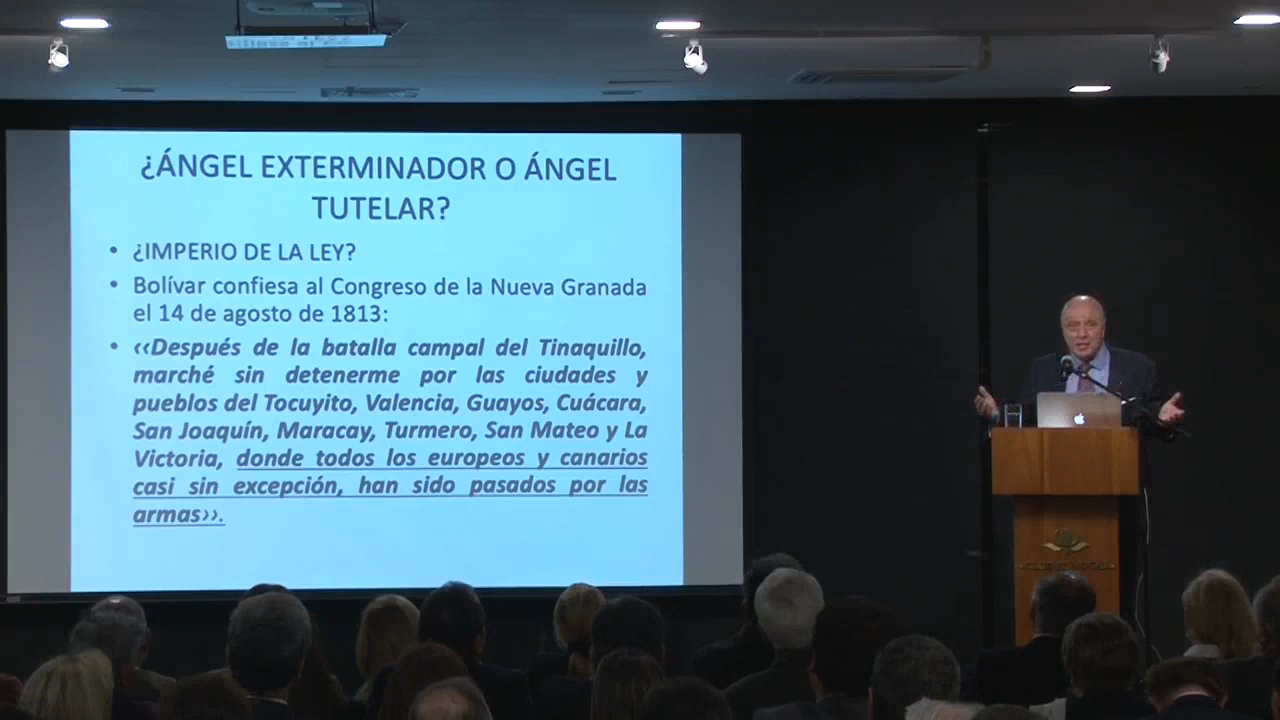 ¿ÁNGEL EXTERMINADOR O ÁNGEL
TUTELAR?
• ¿IMPERIO DE LA LEY?
• Bolívar confiesa al Congreso de la Nueva Granada
el 14 de agosto de 1813:
• ‹‹Después de la batalla campal del Tinaquillo,
marché sin detenerme por las ciudades y
pueblos del Tocuyito, Valencia, Guayos, Cuácara,
San Joaquín, Maracay, Turmero, San Mateo y La
Victoria, donde todos los europeos y canarios
casi sin excepción, han sido pasados por las
armas››.